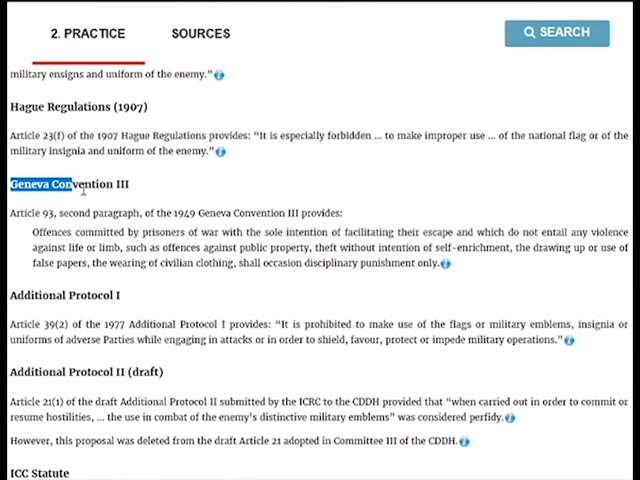 2. PRACTICE
SOURCES
SEARCH
military ensigns and uniform of the enemy.”
Hague Regulations (1907)
Article 23(f) of the 1907 Hague Regulations provides: “It is especially forbidden ... to make improper use ... of the national flag or of the
military insignia and uniform of the enemy.”
Geneva Convention III
Article 93, second paragraph, of the 1949 Geneva Convention III provides:
Offences committed by prisoners of war with the sole intention of facilitating their escape and which do not entail any violence
against life or limb, such as offences against public property, theft without intention of self-enrichment, the drawing up or use of
false papers, the wearing of civilian clothing, shall occasion disciplinary punishment only.
Additional Protocol I
Article 39(2) of the 1977 Additional Protocol I provides: “It is prohibited to make use of the flags or military emblems, insignia or
uniforms of adverse Parties while engaging in attacks or in order to shield, favour, protect or impede military operations.”
Additional Protocol II (draft)
Article 21(1) of the draft Additional Protocol II submitted by the ICRC to the CDDH provided that “when carried out in order to commit or
resume hostilities, ... the use in combat of the enemy’s distinctive military emblems” was considered perfidy.
However, this proposal was deleted from the draft Article 21 adopted in Committee III of the CDDH.
ICC Statute